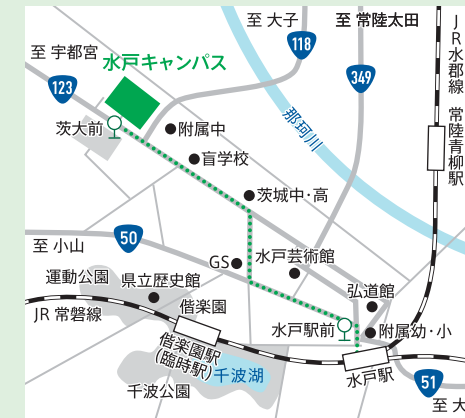 至 大子
至 常陸太田
118
至 宇都宮
水戸キャンパス
349
123
JR水郡線 常陸青柳駅
茨大前
附属中
那珂川
盲学校
茨城中・高
50
至 小山
GS
水戸芸術館
運動公園
県立歴史館
弘道館
偕楽園
JR 常磐線
水戸駅前
附属幼・小
偕楽園駅
(臨時駅)
千波湖
水戸駅
51
千波公園
至 大